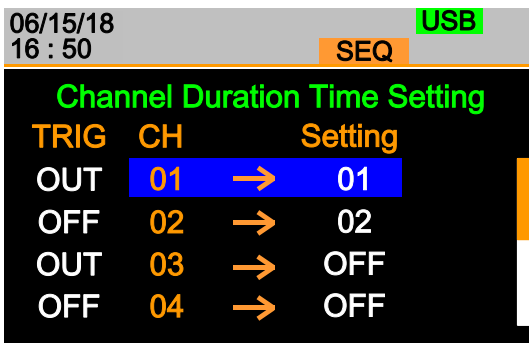 06/15/18 USB
16 : 50 SEQ
Channel Duration Time Setting
TRIG CH Setting
OUT 01 → 01
OFF 02 → 02
OUT 03 → OFF
OFF 04 → OFF